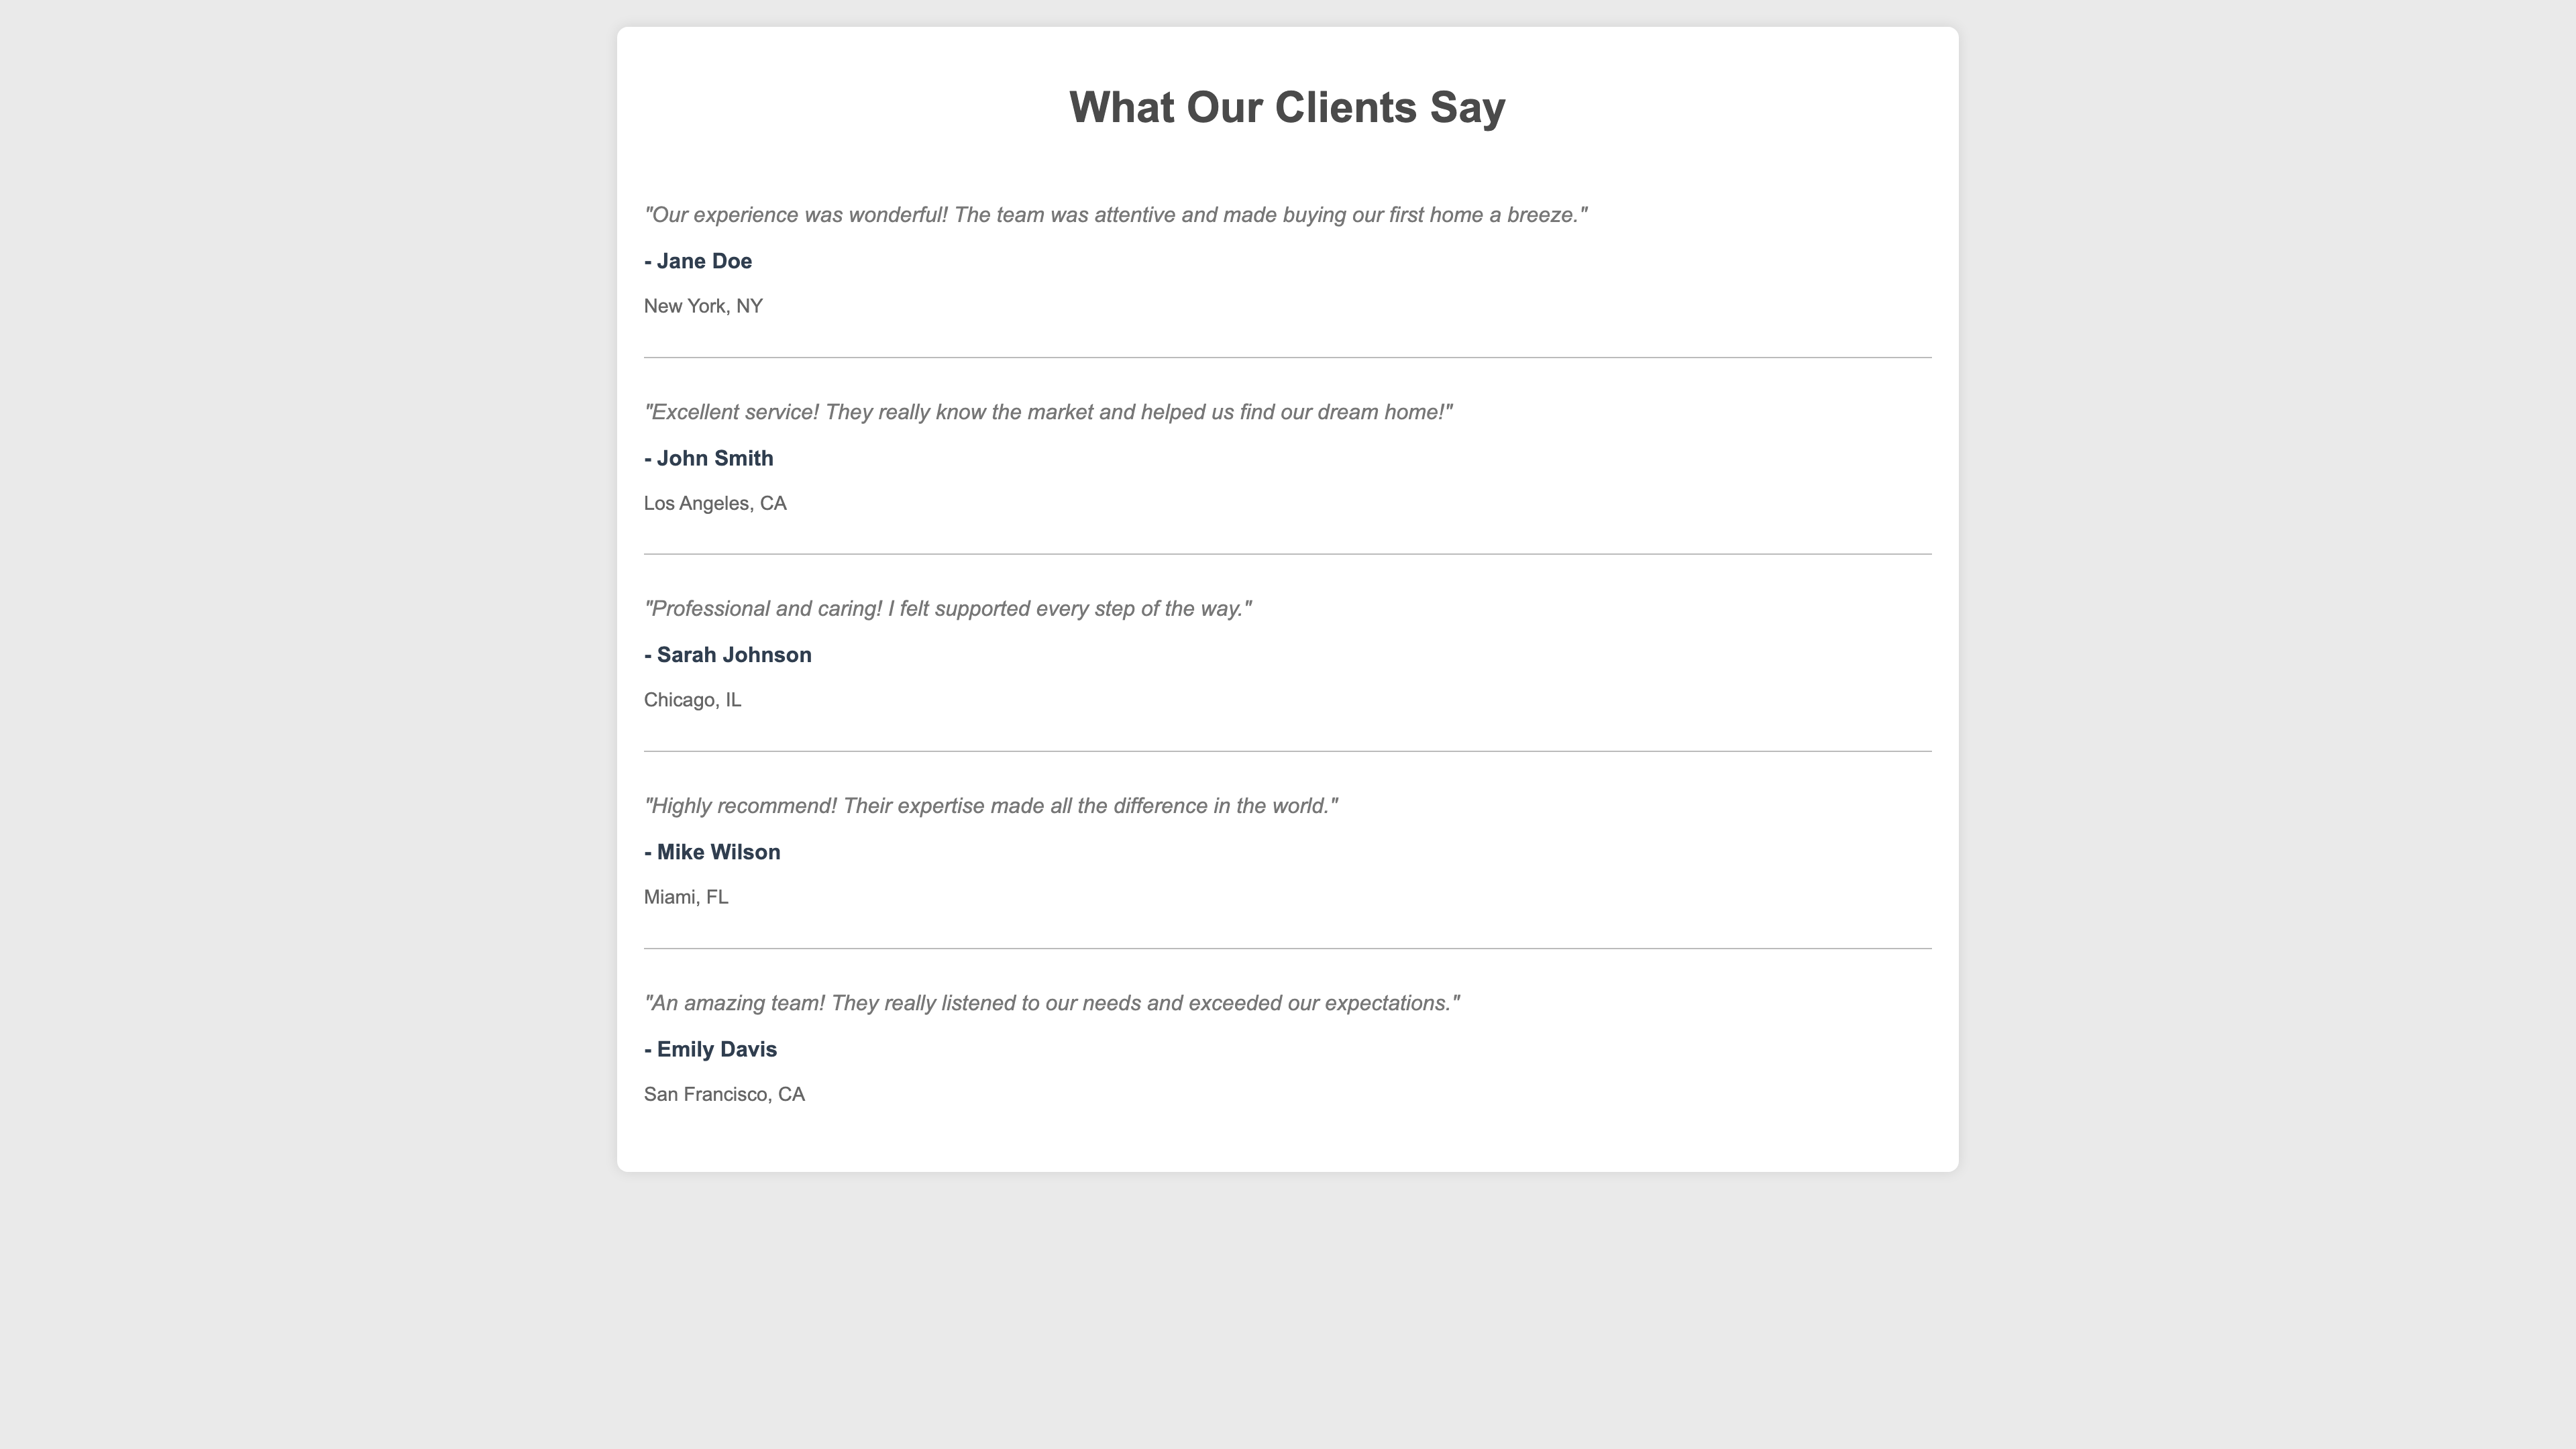 What Our Clients Say
"Our experience was wonderful! The team was attentive and made buying our first home a breeze."
- Jane Doe
New York, NY
"Excellent service! They really know the market and helped us find our dream home!"
- John Smith
Los Angeles, CA
"Professional and caring! I felt supported every step of the way."
- Sarah Johnson
Chicago, IL
"Highly recommend! Their expertise made all the difference in the world."
- Mike Wilson
Miami, FL
"An amazing team! They really listened to our needs and exceeded our expectations."
- Emily Davis
San Francisco, CA